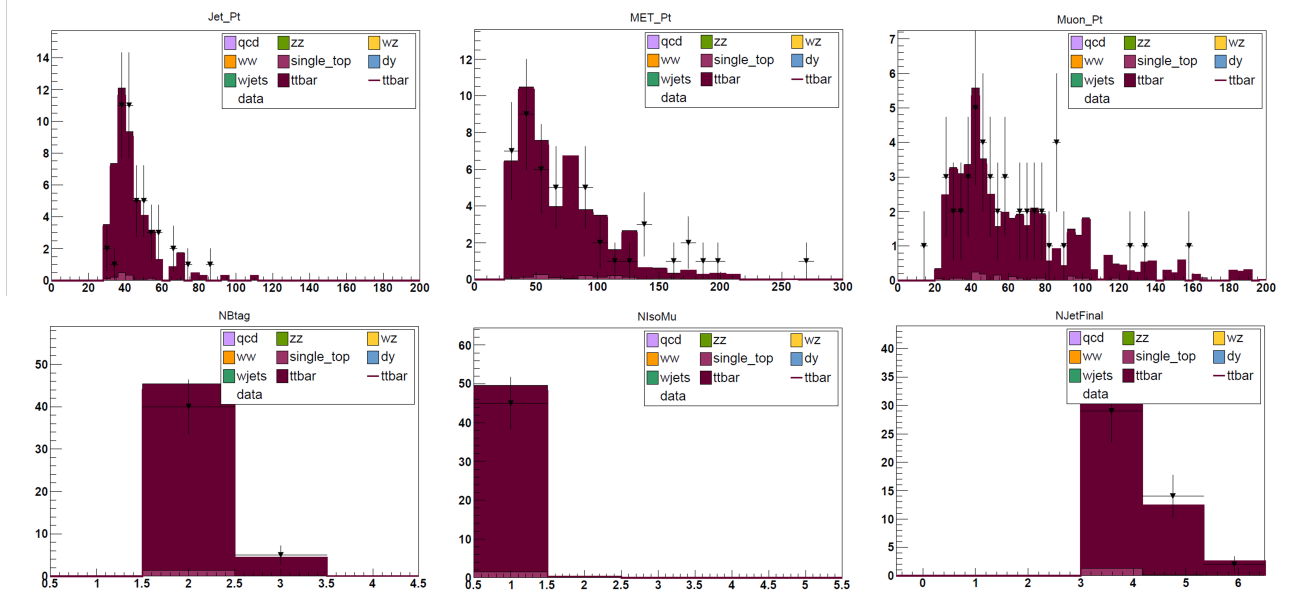 Jet_Pt
qcd zz wz
ww single_top dy
wjets ttbar ttbar
data
14
12
10
8
6
4
2
0
0 20 40 60 80 100 120 140 160 180 200
MET_Pt
qcd zz wz
ww single_top dy
wjets ttbar ttbar
data
12
10
8
6
4
2
0
0 50 100 150 200 250 300
Muon_Pt
qcd zz wz
ww single_top dy
wjets ttbar ttbar
data
7
6
5
4
3
2
1
0
0 20 40 60 80 100 120 140 160 180 200
NBtag
qcd zz wz
ww single_top dy
wjets ttbar ttbar
data
50
40
30
20
10
0
0.5 1 1.5 2 2.5 3 3.5 4 4.5
NIsoMu
qcd zz wz
ww single_top dy
wjets ttbar ttbar
data
60
50
40
30
20
10
0
0.5 1 1.5 2 2.5 3 3.5 4 4.5 5 5.5
NJetFinal
qcd zz wz
ww single_top dy
wjets ttbar ttbar
data
40
35
30
25
20
15
10
5
0
0 1 2 3 4 5 6